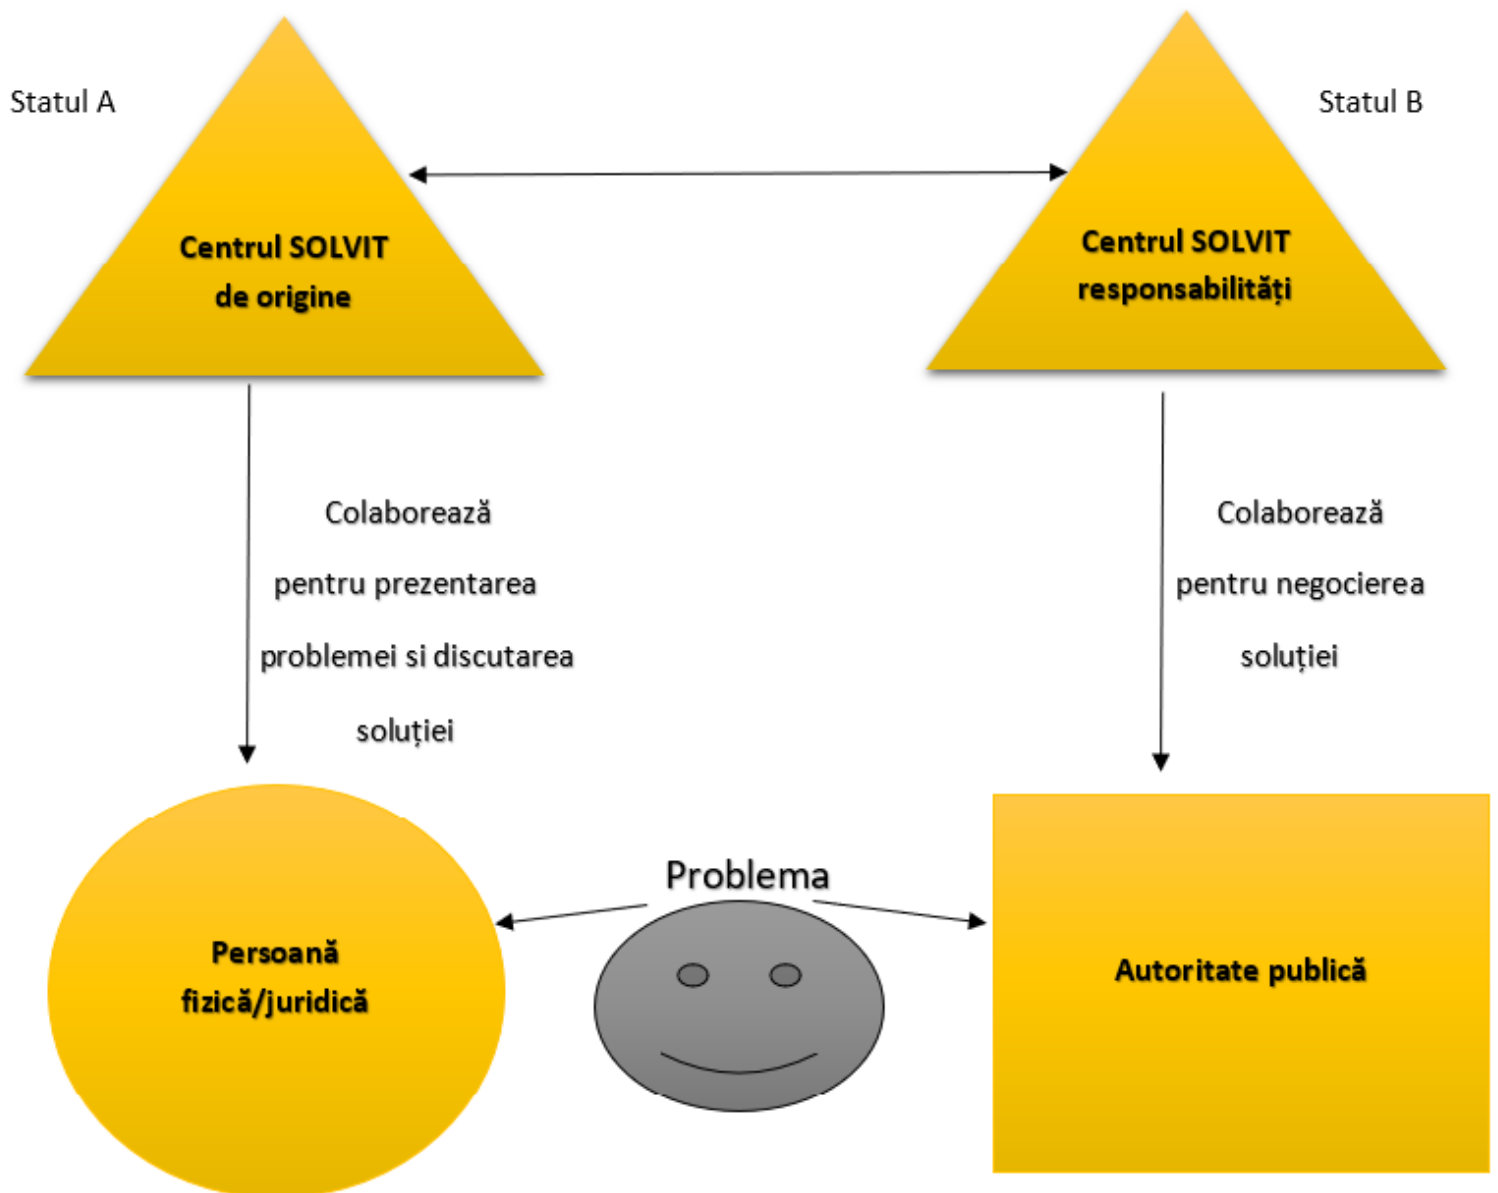 Statul A
Statul B
Centrul SOLVIT
de origine
Centrul SOLVIT
responsabilități
Colaborează
pentru prezentarea
problemei si discutarea
soluției
Colaborează
pentru negocierea
soluției
Problema
Persoană
fizică/juridică
Autoritate publică